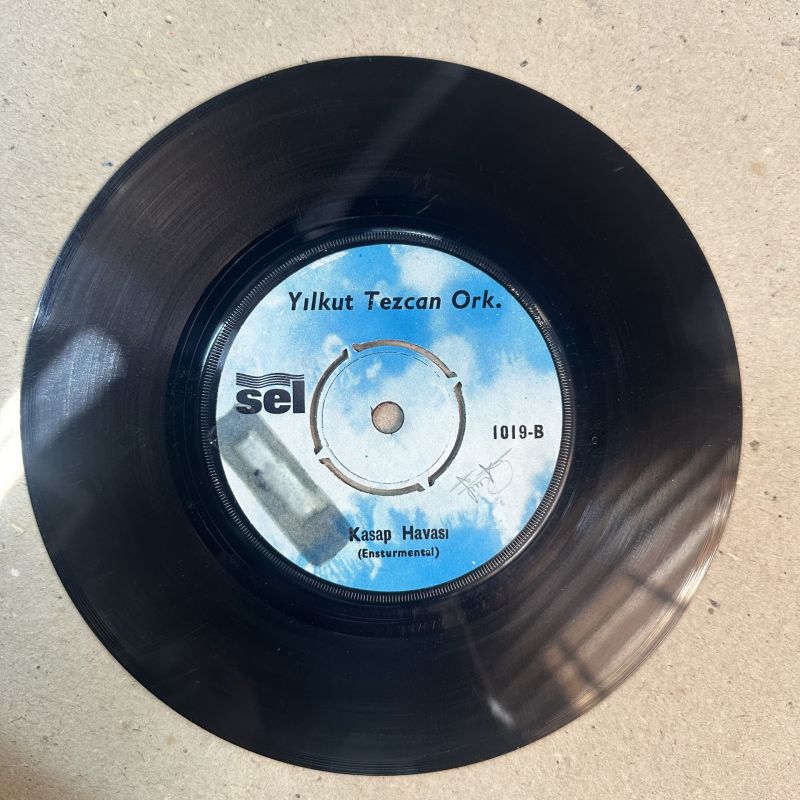 Yılkut Tezcan Ork.
sel
1019-B
Kasap Havası
(Ensturmental)